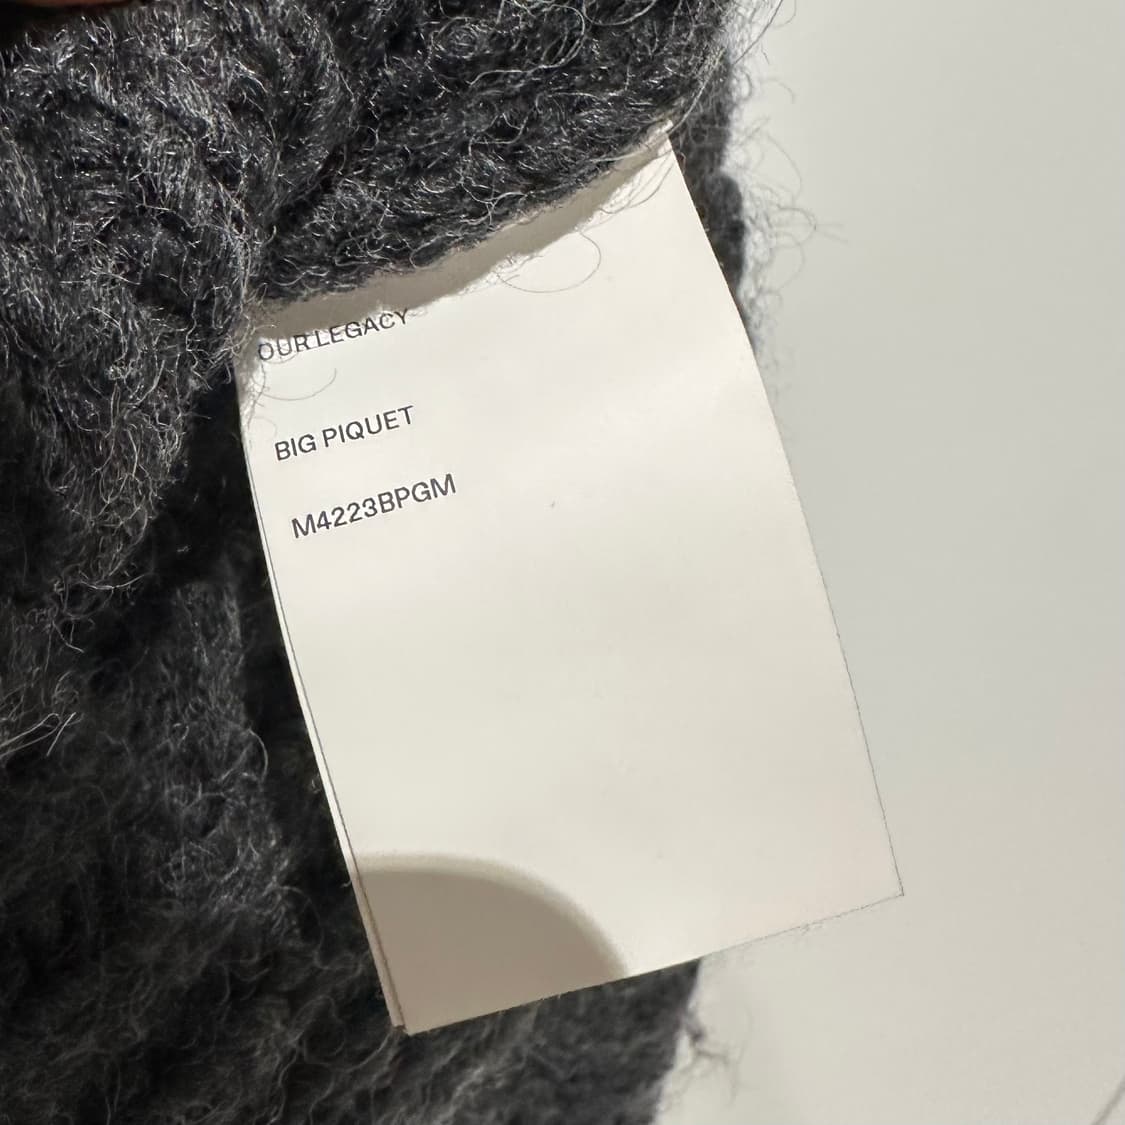 OUR LEGACY
BIG PIQUET
M4223BPGM